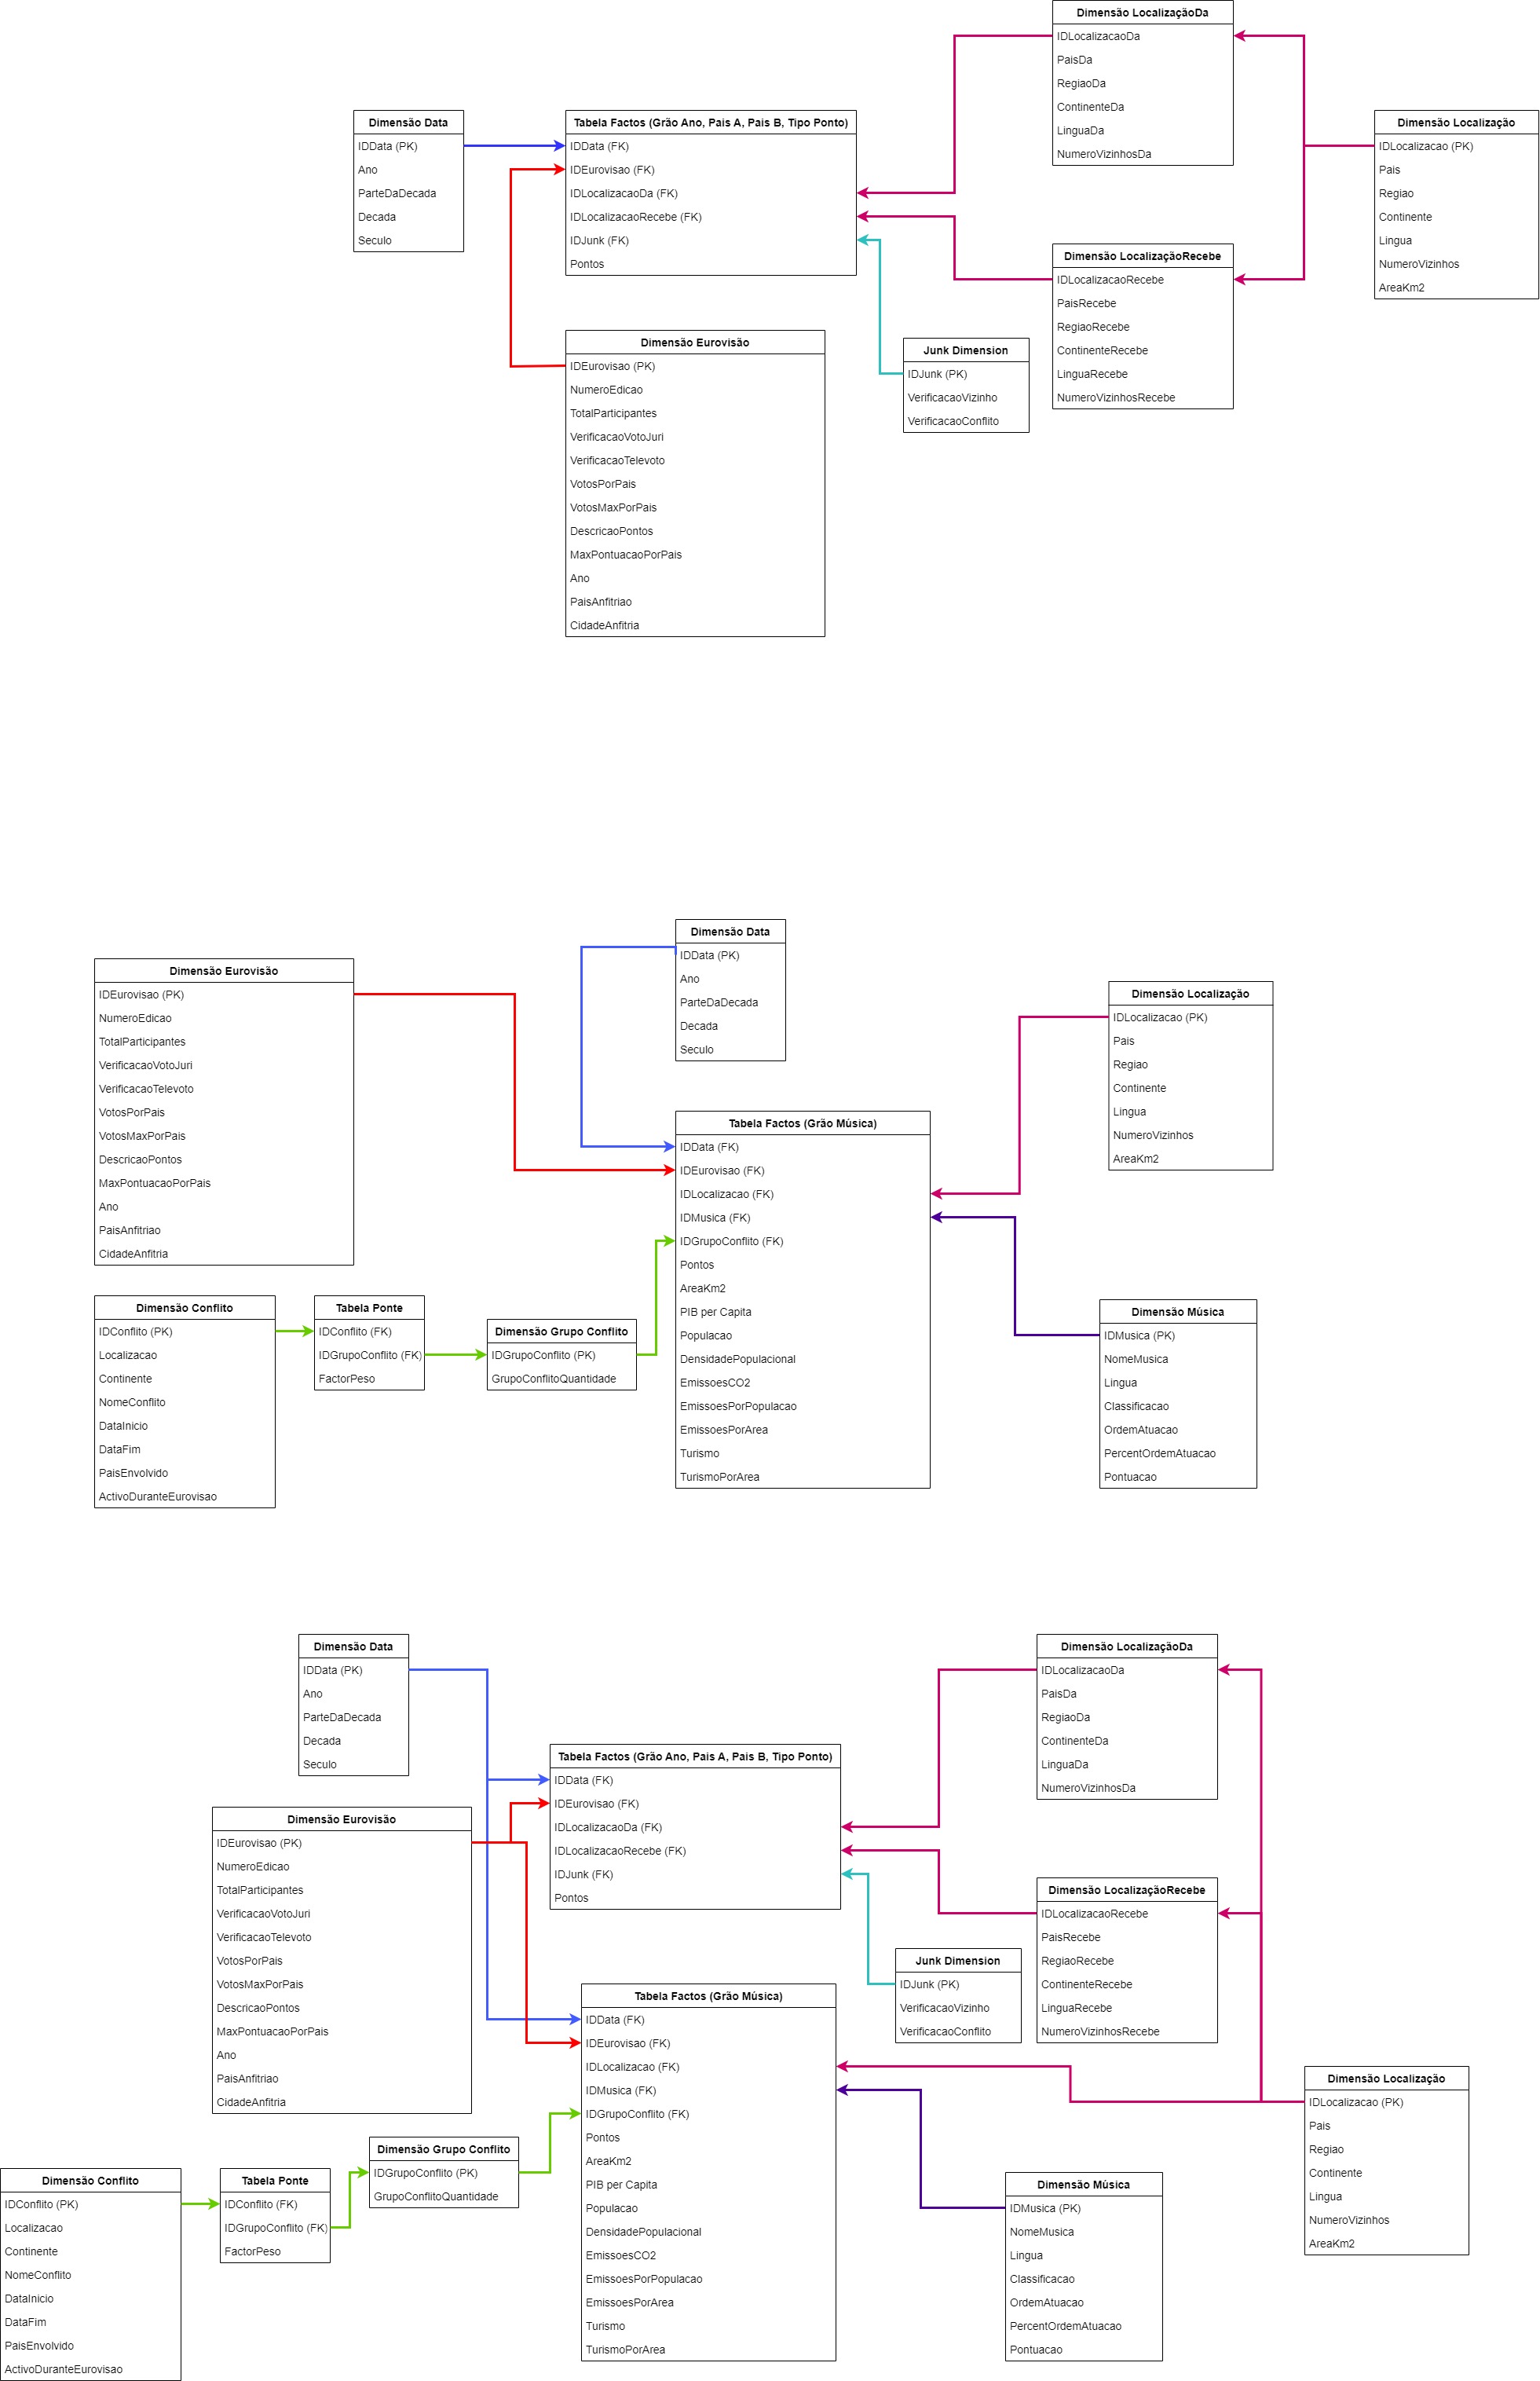 Dimensão Data
IDData (PK)
Ano
ParteDaDecada
Decada
Seculo
Tabela Factos (Grão Ano, Pais A, Pais B, Tipo Ponto)
IDData (FK)
IDEurovisao (FK)
IDLocalizacaoDa (FK)
IDLocalizacaoRecebe (FK)
IDJunk (FK)
Pontos
Dimensão LocalizaçãoDa
IDLocalizacaoDa
PaisDa
RegiaoDa
ContinenteDa
LinguaDa
NumeroVizinhosDa
Dimensão Localização
IDLocalizacao (PK)
Pais
Regiao
Continente
Lingua
NumeroVizinhos
AreaKm2
Dimensão LocalizaçãoRecebe
IDLocalizacaoRecebe
PaisRecebe
RegiaoRecebe
ContinenteRecebe
LinguaRecebe
NumeroVizinhosRecebe
Dimensão Eurovisão
IDEurovisao (PK)
NumeroEdicao
TotalParticipantes
VerificacaoVotoJuri
VerificacaoTelevoto
VotosPorPais
VotosMaxPorPais
DescricaoPontos
MaxPontuacaoPorPais
Ano
PaisAnfitriao
CidadeAnfitria
Junk Dimension
IDJunk (PK)
VerificacaoVizinho
VerificacaoConflito
Dimensão Data
IDData (PK)
Ano
ParteDaDecada
Decada
Seculo
Dimensão Eurovisão
IDEurovisao (PK)
NumeroEdicao
TotalParticipantes
VerificacaoVotoJuri
VerificacaoTelevoto
VotosPorPais
VotosMaxPorPais
DescricaoPontos
MaxPontuacaoPorPais
Ano
PaisAnfitriao
CidadeAnfitria
Dimensão Localização
IDLocalizacao (PK)
Pais
Regiao
Continente
Lingua
NumeroVizinhos
AreaKm2
Tabela Factos (Grão Música)
IDData (FK)
IDEurovisao (FK)
IDLocalizacao (FK)
IDMusica (FK)
IDGrupoConflito (FK)
Pontos
AreaKm2
PIB per Capita
Populacao
DensidadePopulacional
EmissoesCO2
EmissoesPorPopulacao
EmissoesPorArea
Turismo
TurismoPorArea
Dimensão Conflito
IDConflito (PK)
Localizacao
Continente
NomeConflito
DataInicio
DataFim
PaisEnvolvido
ActivoDuranteEurovisao
Tabela Ponte
IDConflito (FK)
IDGrupoConflito (FK)
FactorPeso
Dimensão Grupo Conflito
IDGrupoConflito (PK)
GrupoConflitoQuantidade
Dimensão Música
IDMusica (PK)
NomeMusica
Lingua
Classificacao
OrdemAtuacao
PercentOrdemAtuacao
Pontuacao
Dimensão Data
IDData (PK)
Ano
ParteDaDecada
Decada
Seculo
Dimensão LocalizaçãoDa
IDLocalizacaoDa
PaisDa
RegiaoDa
ContinenteDa
LinguaDa
NumeroVizinhosDa
Tabela Factos (Grão Ano, Pais A, Pais B, Tipo Ponto)
IDData (FK)
IDEurovisao (FK)
IDLocalizacaoDa (FK)
IDLocalizacaoRecebe (FK)
IDJunk (FK)
Pontos
Dimensão Eurovisão
IDEurovisao (PK)
NumeroEdicao
TotalParticipantes
VerificacaoVotoJuri
VerificacaoTelevoto
VotosPorPais
VotosMaxPorPais
DescricaoPontos
MaxPontuacaoPorPais
Ano
PaisAnfitriao
CidadeAnfitria
Dimensão LocalizaçãoRecebe
IDLocalizacaoRecebe
PaisRecebe
RegiaoRecebe
ContinenteRecebe
LinguaRecebe
NumeroVizinhosRecebe
Junk Dimension
IDJunk (PK)
VerificacaoVizinho
VerificacaoConflito
Tabela Factos (Grão Música)
IDData (FK)
IDEurovisao (FK)
IDLocalizacao (FK)
IDMusica (FK)
IDGrupoConflito (FK)
Pontos
AreaKm2
PIB per Capita
Populacao
DensidadePopulacional
EmissoesCO2
EmissoesPorPopulacao
EmissoesPorArea
Turismo
TurismoPorArea
Dimensão Localização
IDLocalizacao (PK)
Pais
Regiao
Continente
Lingua
NumeroVizinhos
AreaKm2
Dimensão Grupo Conflito
IDGrupoConflito (PK)
GrupoConflitoQuantidade
Dimensão Conflito
IDConflito (PK)
Localizacao
Continente
NomeConflito
DataInicio
DataFim
PaisEnvolvido
ActivoDuranteEurovisao
Tabela Ponte
IDConflito (FK)
IDGrupoConflito (FK)
FactorPeso
Dimensão Música
IDMusica (PK)
NomeMusica
Lingua
Classificacao
OrdemAtuacao
PercentOrdemAtuacao
Pontuacao